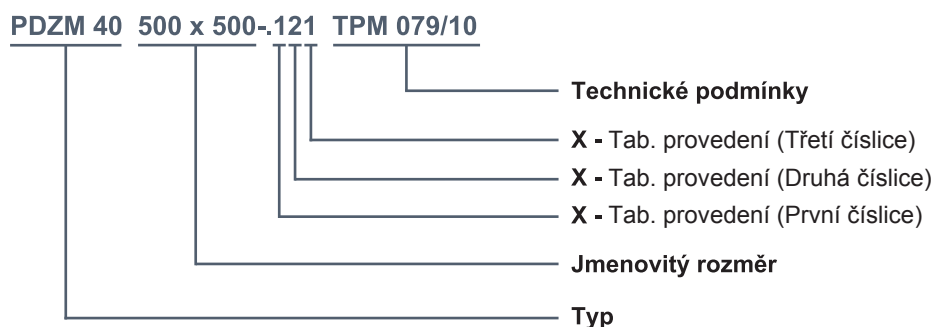 PDZM 40 500 x 500-.121 TPM 079/10
Technické podmínky
X - Tab. provedení (Třetí číslice)
X - Tab. provedení (Druhá číslice)
X - Tab. provedení (První číslice)
Jmenovitý rozměr
Typ